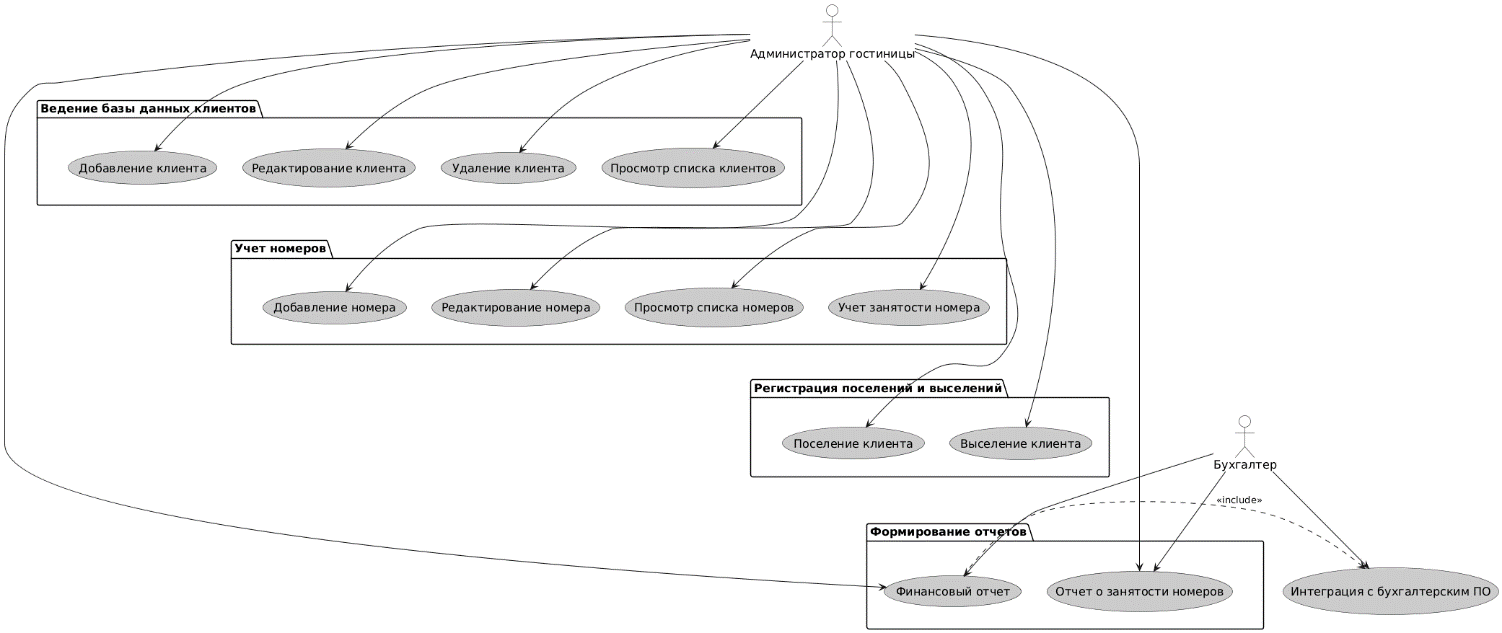 Администратор гостиницы
Ведение базы данных клиентов
Добавление клиента
Редактирование клиента
Удаление клиента
Просмотр списка клиентов
Учет номеров
Добавление номера
Редактирование номера
Просмотр списка номеров
Учет занятости номера
Регистрация поселений и выселений
Поселение клиента
Выселение клиента
Бухгалтер
«include»
Формирование отчетов
Финансовый отчет
Отчет о занятости номеров
Интеграция с бухгалтерским ПО